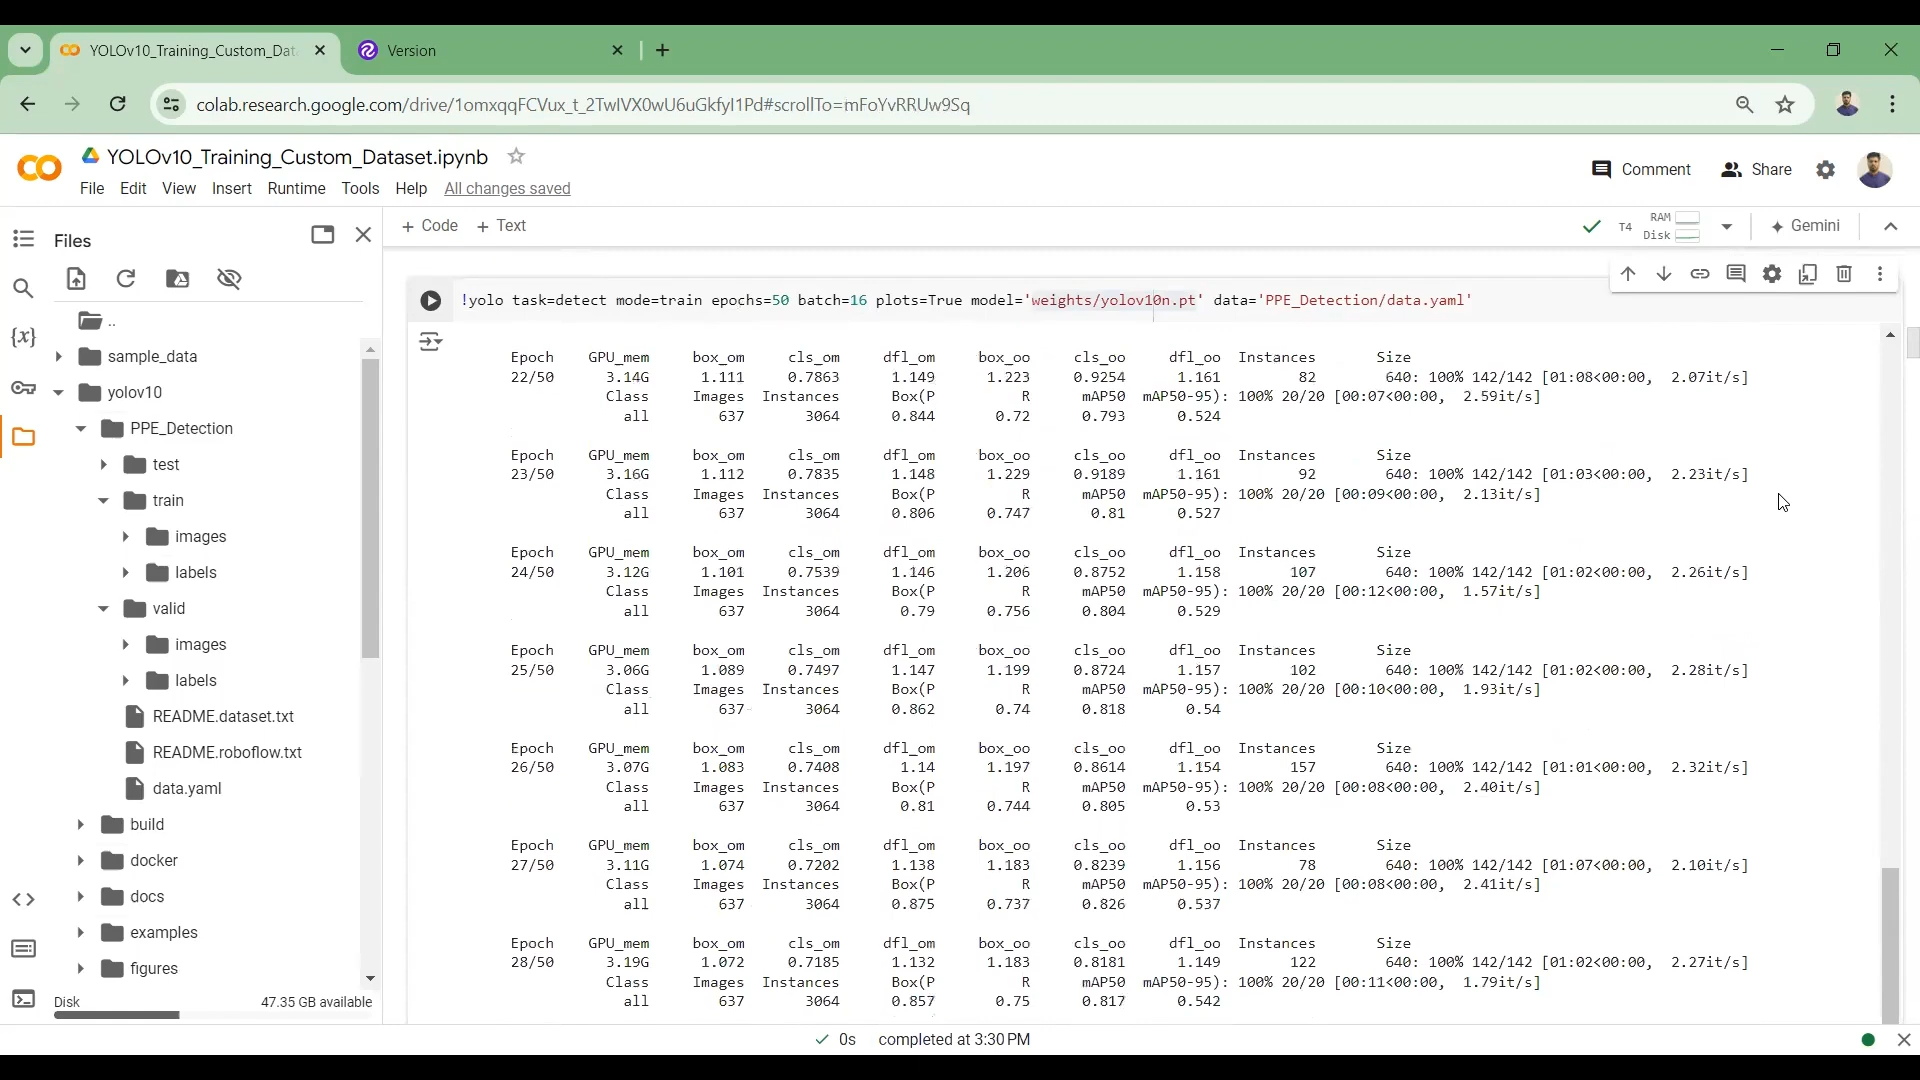 YOLOv10_Training_Custom_Dat
Version
colab.research.google.com/drive/1omxqqFCVux_t_2TwlVX0wU6uGkfyI1Pd#scrollTo=mFoYvRRUw9Sq
YOLOv10_Training_Custom_Dataset.ipynb
Comment
Share
File Edit View Insert Runtime Tools Help All changes saved
Files
+ Code + Text
T4 RAM
Disk
Gemini
..
sample_data
yolov10
PPE_Detection
test
train
images
labels
valid
images
labels
README.dataset.txt
README.roboflow.txt
data.yaml
build
docker
docs
examples
figures
Disk 47.35 GB available
{x}
!yolo task=detect mode=train epochs=50 batch=16 plots=True model='weights/yolov10n.pt' data='PPE_Detection/data.yaml'
Epoch GPU_mem box_om cls_om dfl_om box_oo cls_oo dfl_oo Instances Size
22/50 3.14G 1.111 0.7863 1.149 1.223 0.9254 1.161 82 640: 100% 142/142 [01:08<00:00, 2.07it/s]
Class Images Instances Box(P R mAP50 mAP50-95): 100% 20/20 [00:07<00:00, 2.59it/s]
all 637 3064 0.844 0.72 0.793 0.524
Epoch GPU_mem box_om cls_om dfl_om box_oo cls_oo dfl_oo Instances Size
23/50 3.16G 1.112 0.7835 1.148 1.229 0.9189 1.161 92 640: 100% 142/142 [01:03<00:00, 2.23it/s]
Class Images Instances Box(P R mAP50 mAP50-95): 100% 20/20 [00:09<00:00, 2.13it/s]
all 637 3064 0.806 0.747 0.81 0.527
Epoch GPU_mem box_om cls_om dfl_om box_oo cls_oo dfl_oo Instances Size
24/50 3.12G 1.101 0.7539 1.146 1.206 0.8752 1.158 107 640: 100% 142/142 [01:02<00:00, 2.26it/s]
Class Images Instances Box(P R mAP50 mAP50-95): 100% 20/20 [00:12<00:00, 1.57it/s]
all 637 3064 0.79 0.756 0.804 0.529
Epoch GPU_mem box_om cls_om dfl_om box_oo cls_oo dfl_oo Instances Size
25/50 3.06G 1.089 0.7497 1.147 1.199 0.8724 1.157 102 640: 100% 142/142 [01:02<00:00, 2.28it/s]
Class Images Instances Box(P R mAP50 mAP50-95): 100% 20/20 [00:10<00:00, 1.93it/s]
all 637 3064 0.862 0.74 0.818 0.54
Epoch GPU_mem box_om cls_om dfl_om box_oo cls_oo dfl_oo Instances Size
26/50 3.07G 1.083 0.7408 1.14 1.197 0.8614 1.154 157 640: 100% 142/142 [01:01<00:00, 2.32it/s]
Class Images Instances Box(P R mAP50 mAP50-95): 100% 20/20 [00:08<00:00, 2.40it/s]
all 637 3064 0.81 0.744 0.805 0.53
Epoch GPU_mem box_om cls_om dfl_om box_oo cls_oo dfl_oo Instances Size
27/50 3.11G 1.074 0.7202 1.138 1.183 0.8239 1.156 78 640: 100% 142/142 [01:07<00:00, 2.10it/s]
Class Images Instances Box(P R mAP50 mAP50-95): 100% 20/20 [00:08<00:00, 2.41it/s]
all 637 3064 0.875 0.737 0.826 0.537
Epoch GPU_mem box_om cls_om dfl_om box_oo cls_oo dfl_oo Instances Size
28/50 3.19G 1.072 0.7185 1.132 1.183 0.8181 1.149 122 640: 100% 142/142 [01:02<00:00, 2.27it/s]
Class Images Instances Box(P R mAP50 mAP50-95): 100% 20/20 [00:11<00:00, 1.79it/s]
all 637 3064 0.857 0.75 0.817 0.542
0s completed at 3:30 PM